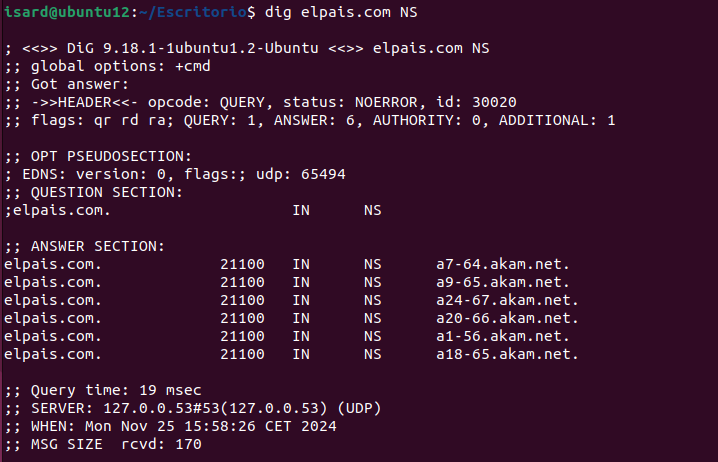 isard@ubuntu12:~/Escritorio$ dig elpais.com NS

; <<>> DiG 9.18.1-1ubuntu1.2-Ubuntu <<>> elpais.com NS
;; global options: +cmd
;; Got answer:
;; ->>HEADER<<- opcode: QUERY, status: NOERROR, id: 30020
;; flags: qr rd ra; QUERY: 1, ANSWER: 6, AUTHORITY: 0, ADDITIONAL: 1

;; OPT PSEUDOSECTION:
; EDNS: version: 0, flags:; udp: 65494
;; QUESTION SECTION:
;elpais.com.			IN	NS

;; ANSWER SECTION:
elpais.com.		21100	IN	NS	a7-64.akam.net.
elpais.com.		21100	IN	NS	a9-65.akam.net.
elpais.com.		21100	IN	NS	a24-67.akam.net.
elpais.com.		21100	IN	NS	a20-66.akam.net.
elpais.com.		21100	IN	NS	a1-56.akam.net.
elpais.com.		21100	IN	NS	a18-65.akam.net.

;; Query time: 19 msec
;; SERVER: 127.0.0.53#53(127.0.0.53) (UDP)
;; WHEN: Mon Nov 25 15:58:26 CET 2024
;; MSG SIZE  rcvd: 170